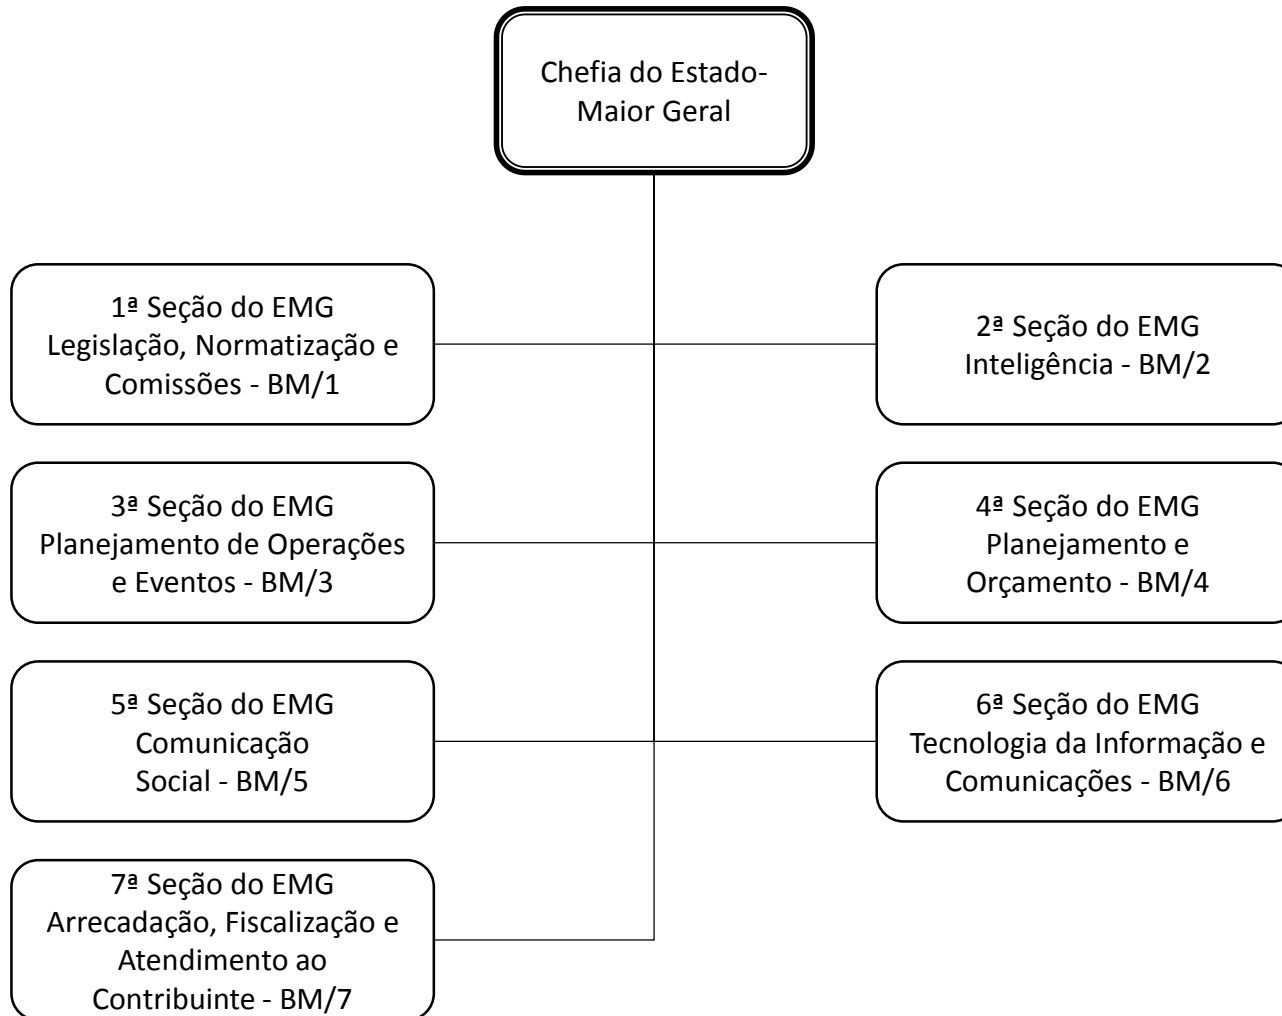 Chefia do Estado-
Maior Geral
1ª Seção do EMG
Legislação, Normatização e
Comissões - BM/1
2ª Seção do EMG
Inteligência - BM/2
3ª Seção do EMG
Planejamento de Operações
e Eventos - BM/3
4ª Seção do EMG
Planejamento e
Orçamento - BM/4
5ª Seção do EMG
Comunicação
Social - BM/5
6ª Seção do EMG
Tecnologia da Informação e
Comunicações - BM/6
7ª Seção do EMG
Arrecadação, Fiscalização e
Atendimento ao
Contribuinte - BM/7